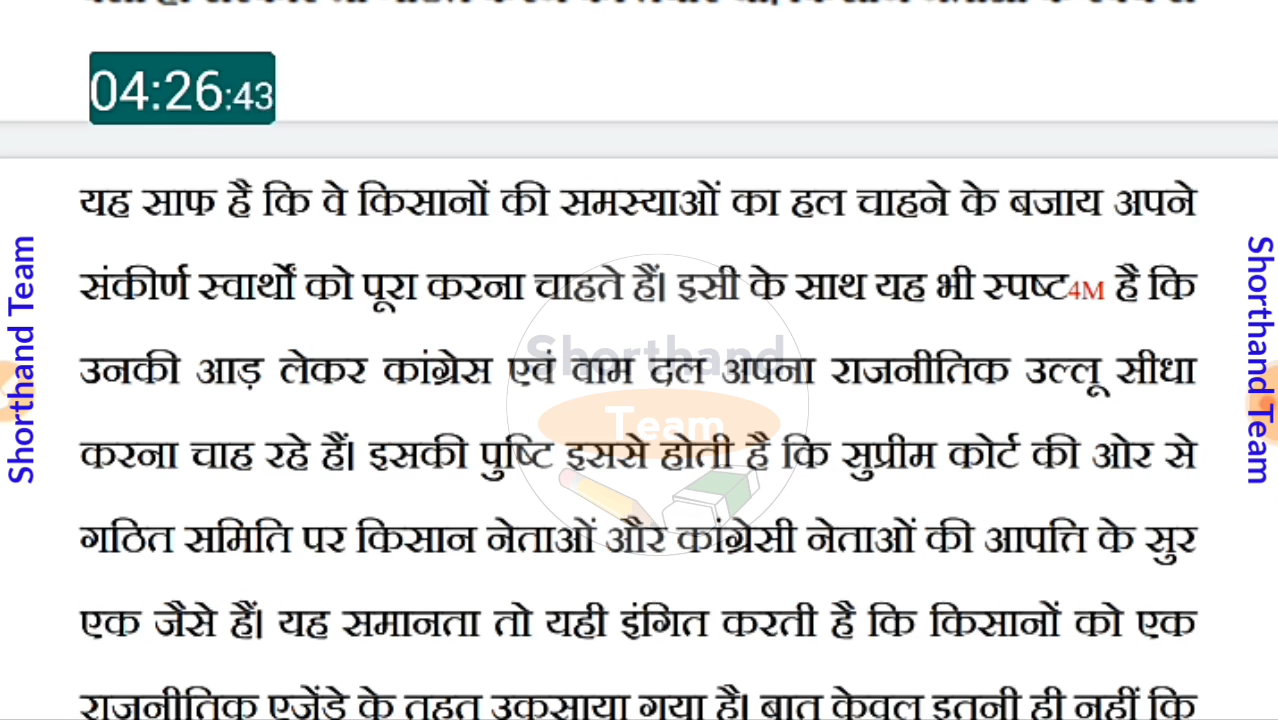 04:26:43
यह साफ है कि वे किसानों की समस्याओं का हल चाहने के बजाय अपने
संकीर्ण स्वार्थों को पूरा करना चाहते हैं। इसी के साथ यह भी स्पष्ट4M है कि
उनकी आड़ लेकर कांग्रेस एवं वाम दल अपना राजनीतिक उल्लू सीधा
करना चाह रहे हैं। इसकी पुष्टि इससे होती है कि सुप्रीम कोर्ट की ओर से
गठित समिति पर किसान नेताओं और कांग्रेसी नेताओं की आपत्ति के सुर
एक जैसे हैं। यह समानता तो यही इंगित करती है कि किसानों को एक
राजनीतिक एजेंडे के तहत उकसाया गया है। बात केवल इतनी ही नहीं कि
Shorthand Team
Shorthand Team
Shorthand
Team